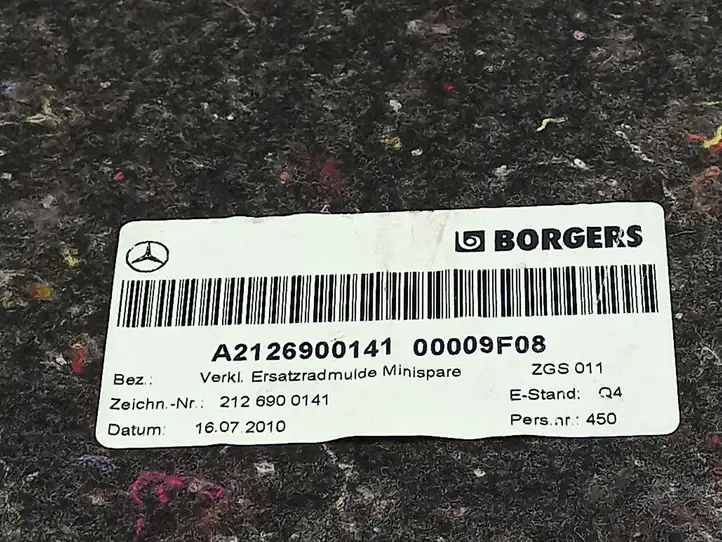 BORGERS
A2126900141 00009F08
Bez.: Verkl. Ersatzradmulde Minispare ZGS 011
Zeichn.-Nr.: 212 690 0141 E-Stand: Q4
Datum: 16.07.2010 Pers.nr.: 450